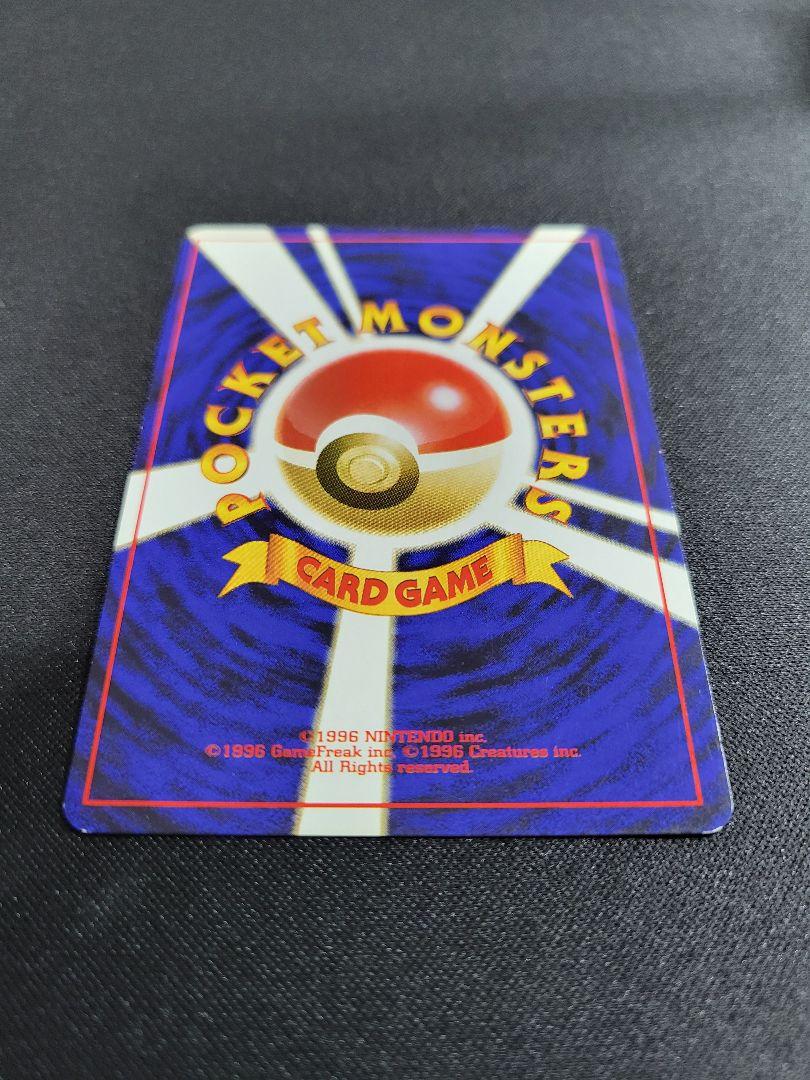 POCKET MONSTERS
CARD GAME
©1996 NINTENDO inc.
©1996 GameFreak inc. ©1996 Creatures inc.
All Rights reserved.